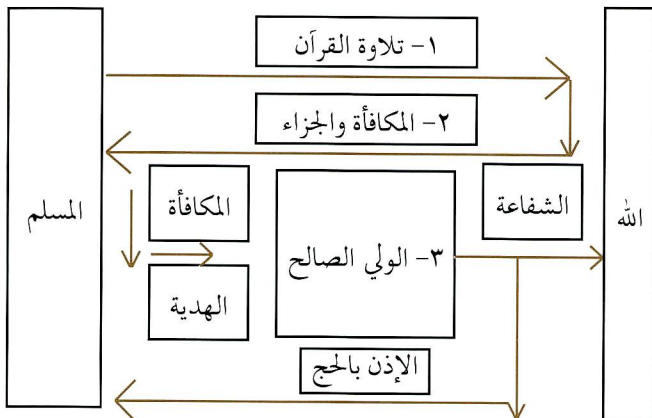 ١- تلاوة القرآن
٢- المكافأة والجزاء
المسلم
المكافأة
الهدية
٣- الولي الصالح
الشفاعة
الله
الإذن بالحج